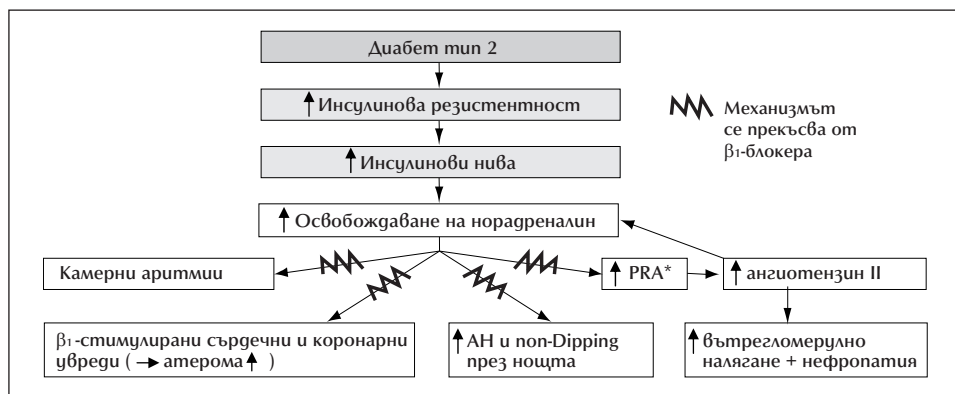 Диабет тип 2
↑ Инсулинова резистентност
Механизмът
се прекъсва от
β1-блокера
↑ Инсулинови нива
↑ Освобождаване на норадреналин
Камерни аритмии
↑ PRA*
↑ ангиотензин II
β1-стимулирани сърдечни и коронарни
увреди ( → атерома ↑ )
↑ АН и non-Dipping
през нощта
↑ вътрегломерулно
налягане + нефропатия